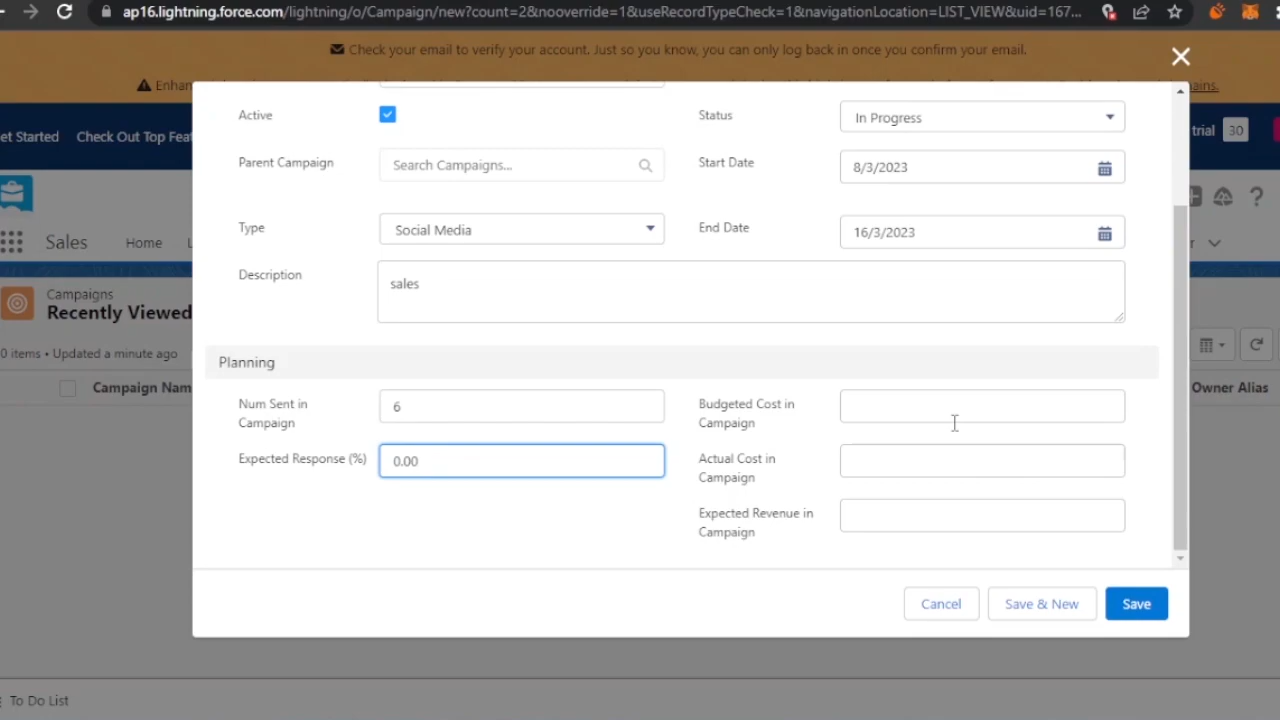 ap16.lightning.force.com/lightning/o/Campaign/new?count=2&nooverride=1&useRecordTypeCheck=1&navigationLocation=LIST_VIEW&uid=167...
Check your email to verify your account. Just so you know, you can only log back in once you confirm your email.
Enhan
ains.
et Started Check Out Top Feat
trial 30
Sales Home L
Campaigns
Recently Viewed
0 items • Updated a minute ago
Campaign Nam
Owner Alias
Active
Status In Progress
Parent Campaign Search Campaigns...
Start Date 8/3/2023
Type Social Media
End Date 16/3/2023
Description sales
Planning
Num Sent in
Campaign
6
Budgeted Cost in
Campaign
Expected Response (%) 0.00
Actual Cost in
Campaign
Expected Revenue in
Campaign
Cancel Save & New Save
To Do List